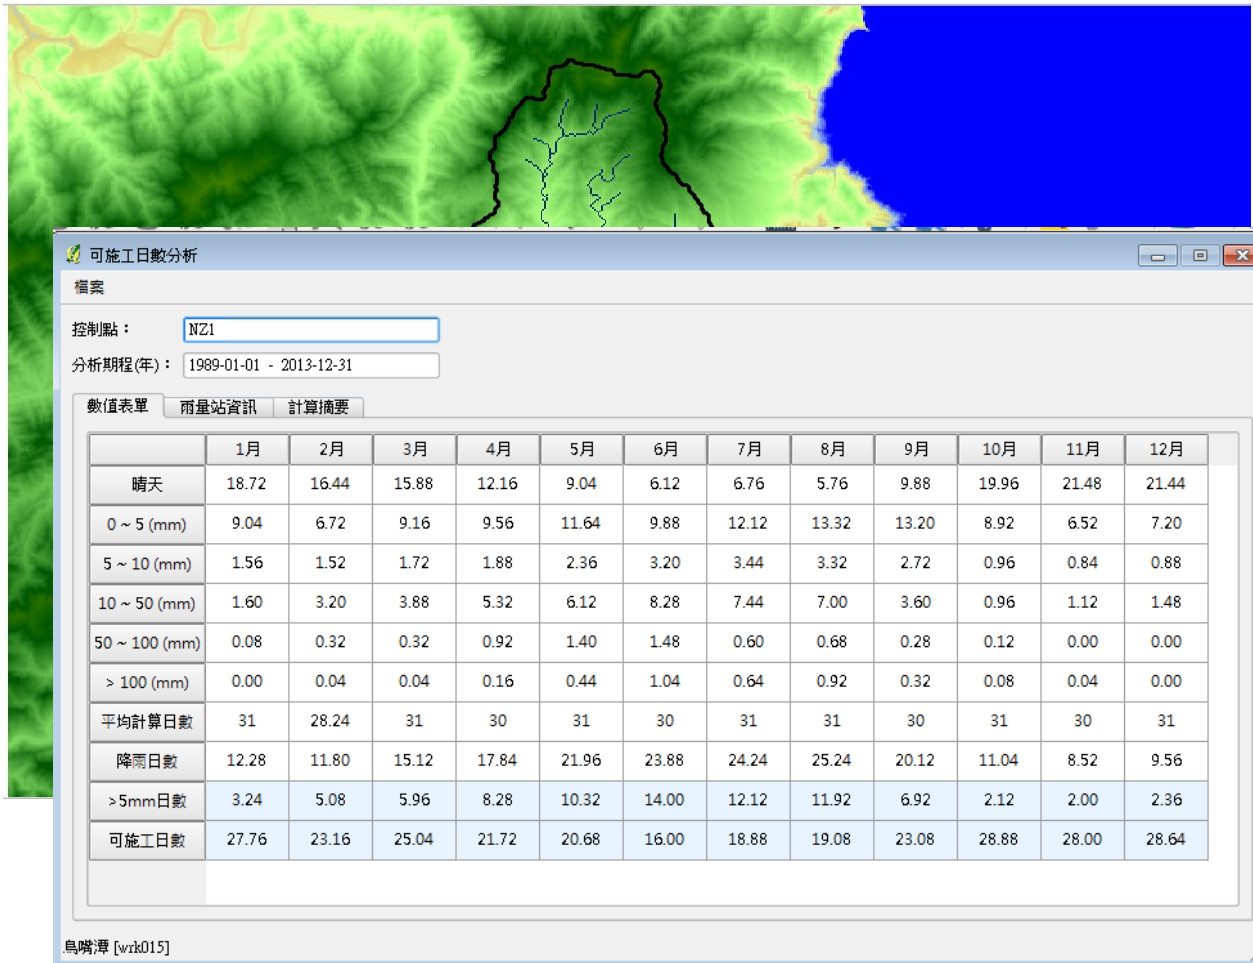 可施工日數分析
檔案
控制點： NZ1
分析期程(年)： 1989-01-01 - 2013-12-31
數值表單 雨量站資訊 計算摘要
1月 2月 3月 4月 5月 6月 7月 8月 9月 10月 11月 12月
晴天 18.72 16.44 15.88 12.16 9.04 6.12 6.76 5.76 9.88 19.96 21.48 21.44
0 ~ 5 (mm) 9.04 6.72 9.16 9.56 11.64 9.88 12.12 13.32 13.20 8.92 6.52 7.20
5 ~ 10 (mm) 1.56 1.52 1.72 1.88 2.36 3.20 3.44 3.32 2.72 0.96 0.84 0.88
10 ~ 50 (mm) 1.60 3.20 3.88 5.32 6.12 8.28 7.44 7.00 3.60 0.96 1.12 1.48
50 ~ 100 (mm) 0.08 0.32 0.32 0.92 1.40 1.48 0.60 0.68 0.28 0.12 0.00 0.00
> 100 (mm) 0.00 0.04 0.04 0.16 0.44 1.04 0.64 0.92 0.32 0.08 0.04 0.00
平均計算日數 31 28.24 31 30 31 30 31 31 30 31 30 31
降雨日數 12.28 11.80 15.12 17.84 21.96 23.88 24.24 25.24 20.12 11.04 8.52 9.56
>5mm日數 3.24 5.08 5.96 8.28 10.32 14.00 12.12 11.92 6.92 2.12 2.00 2.36
可施工日數 27.76 23.16 25.04 21.72 20.68 16.00 18.88 19.08 23.08 28.88 28.00 28.64
鳥嘴潭 [wrk015]